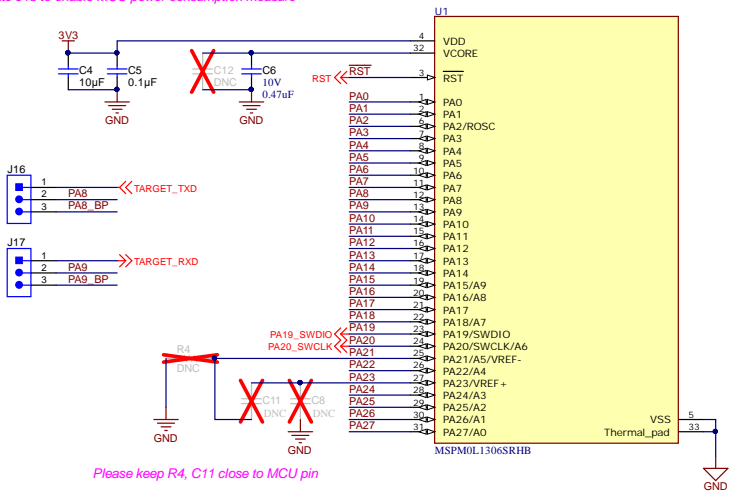 to enable MCU power consumption measure
U1
3V3
4 VDD
32 VCORE
C4
10µF
C5
0.1µF
C12
DNC
C6
10V
0.47uF
GND
GND
RST RST 3 RST
PA0 1 PA0
PA1 2 PA1
PA2 6 PA2/ROSC
PA3 7 PA3
PA4 8 PA4
PA5 9 PA5
PA6 10 PA6
PA7 11 PA7
PA8 12 PA8
PA9 13 PA9
PA10 14 PA10
PA11 15 PA11
PA12 16 PA12
PA13 17 PA13
PA14 18 PA14
PA15 19 PA15/A9
PA16 20 PA16/A8
PA17 21 PA17
PA18 22 PA18/A7
PA19_SWDIO PA19 23 PA19/SWDIO
PA20_SWCLK PA20 24 PA20/SWCLK/A6
PA21 25 PA21/A5/VREF-
PA22 26 PA22/A4
PA23 27 PA23/VREF+
PA24 28 PA24/A3
PA25 29 PA25/A2
PA26 30 PA26/A1
PA27 31 PA27/A0
VSS 5
Thermal_pad 33
MSPM0L1306SRHB
GND
J16
1 TARGET_TXD
2 PA8
3 PA8_BP
J17
1 TARGET_RXD
2 PA9
3 PA9_BP
R4
DNC
C11
DNC
C8
DNC
GND
GND
Please keep R4, C11 close to MCU pin